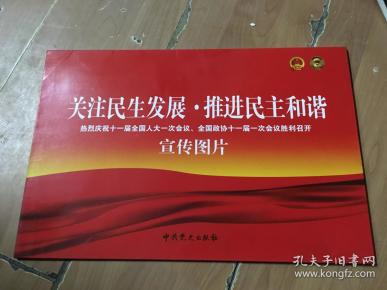 关注民生发展·推进民主和谐
热烈庆祝十一届全国人大一次会议、全国政协十一届一次会议胜利召开
宣传图片
中共党史出版社
孔夫子旧书网
www.kongfz.com